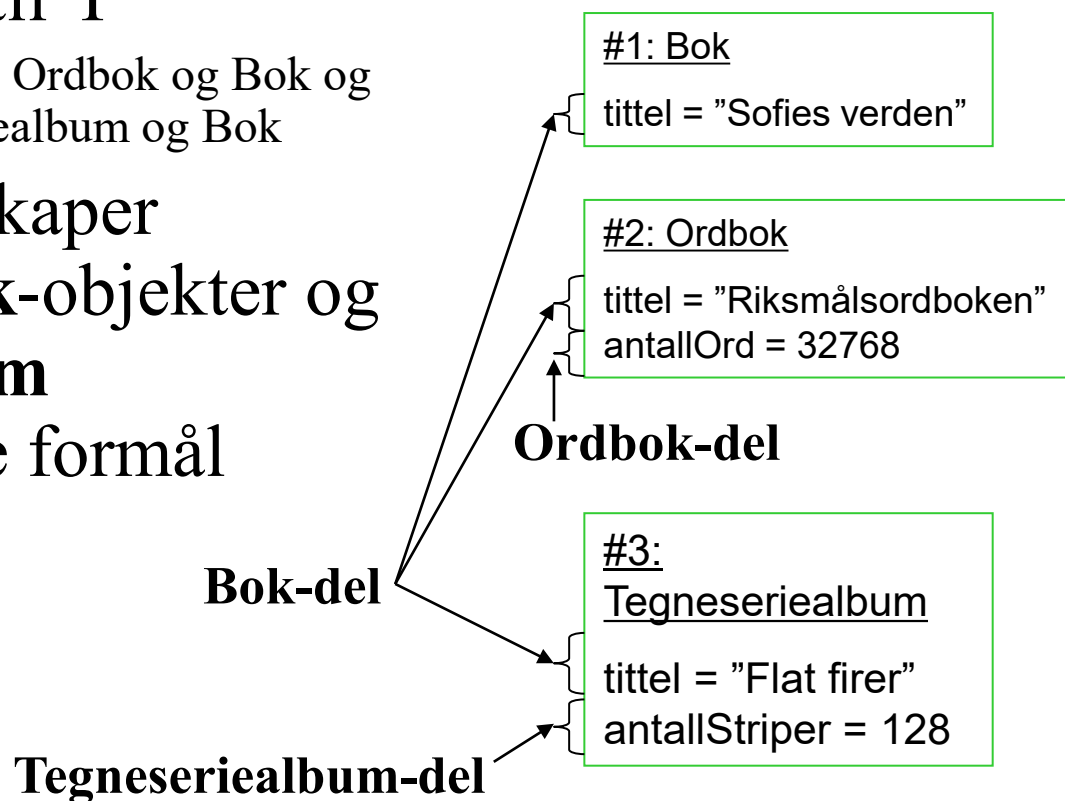 Ordbok og Bok og
ealbum og Bok
kaper
k-objekter og
m
e formål
#1: Bok
tittel = ”Sofies verden”
#2: Ordbok
tittel = ”Riksmålsordboken”
antallOrd = 32768
Ordbok-del
Bok-del
#3:
Tegneseriealbum
tittel = ”Flat firer”
antallStriper = 128
Tegneseriealbum-del